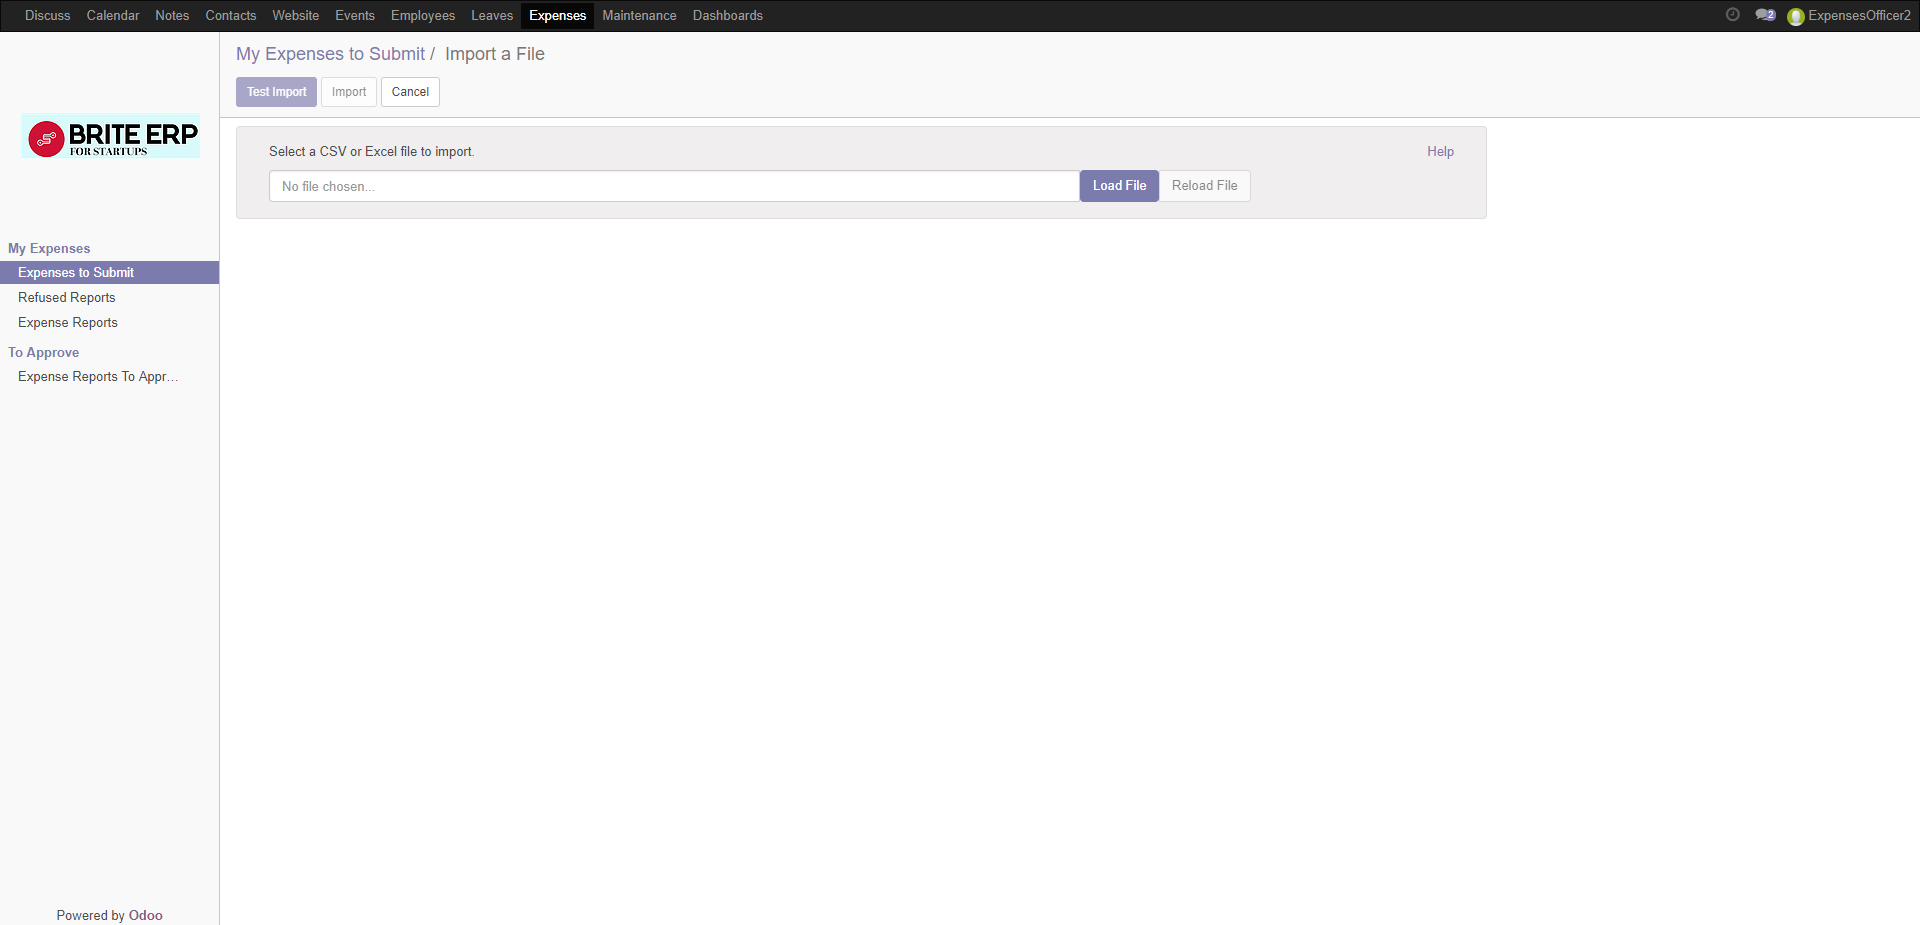 Discuss Calendar Notes Contacts Website Events Employees Leaves Expenses Maintenance Dashboards 2 ExpensesOfficer2
My Expenses to Submit / Import a File
Test Import Import Cancel
BRITE ERP
FOR STARTUPS
Select a CSV or Excel file to import. Help
No file chosen... Load File Reload File
My Expenses
Expenses to Submit
Refused Reports
Expense Reports
To Approve
Expense Reports To Appr...
Powered by Odoo